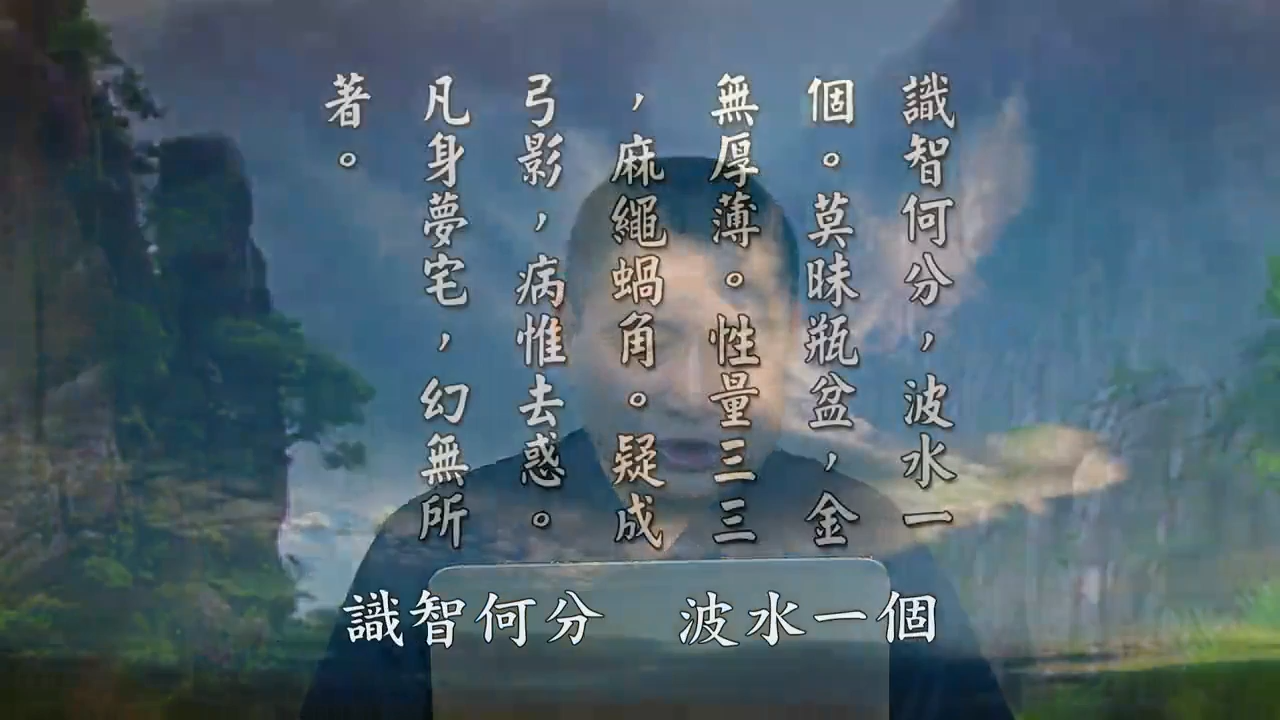 識智何分，波水一
個。莫昧瓶盆，金
無厚薄。性量三三
，麻繩蝸角。疑成
弓影，病惟去惑。
凡身夢宅，幻無所
著。
識智何分　波水一個